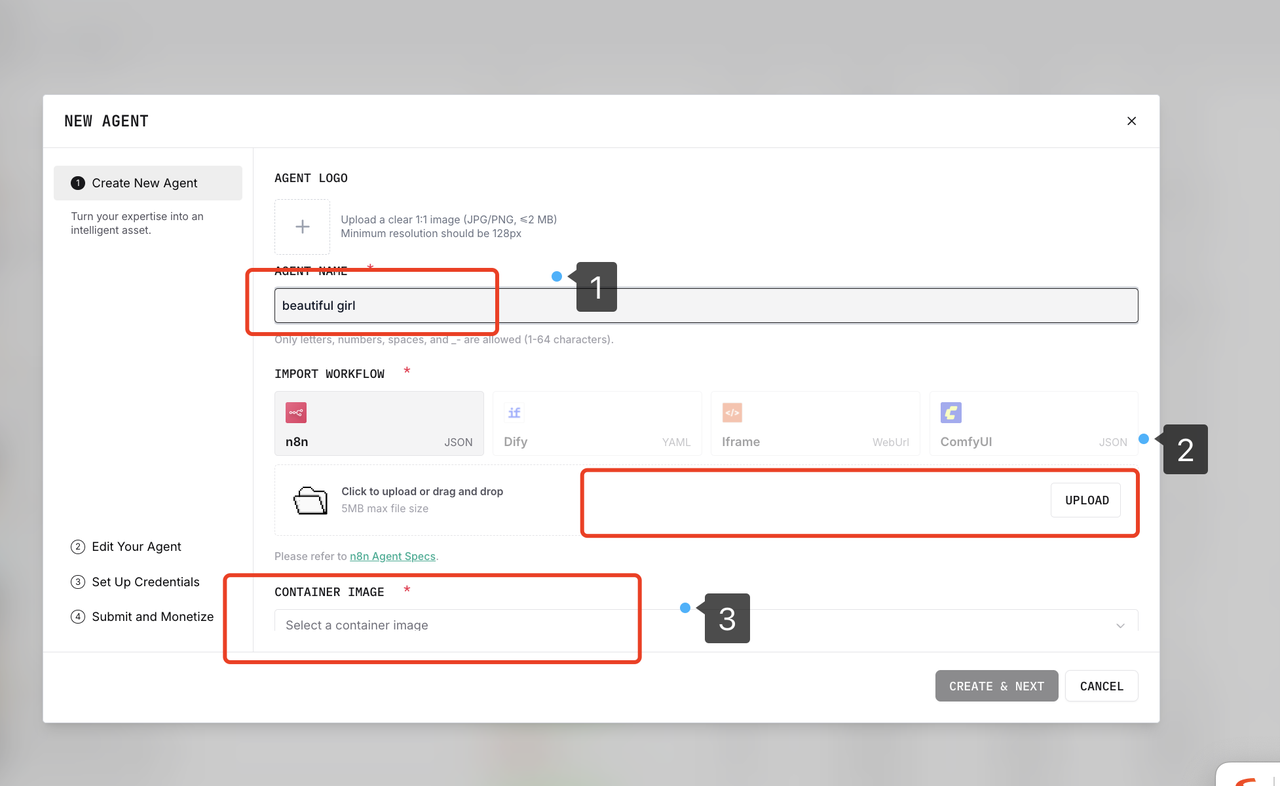 NEW AGENT
1 Create New Agent
Turn your expertise into an
intelligent asset.
2 Edit Your Agent
3 Set Up Credentials
4 Submit and Monetize
AGENT LOGO
Upload a clear 1:1 image (JPG/PNG, ≤2 MB)
Minimum resolution should be 128px
AGENT NAME *
1
beautiful girl
Only letters, numbers, spaces, and _- are allowed (1-64 characters).
IMPORT WORKFLOW *
n8n JSON
if
Dify YAML
</>
Iframe WebUrl
ComfyUI JSON
2
Click to upload or drag and drop
5MB max file size
UPLOAD
Please refer to n8n Agent Specs.
CONTAINER IMAGE *
3
Select a container image
CREATE & NEXT
CANCEL